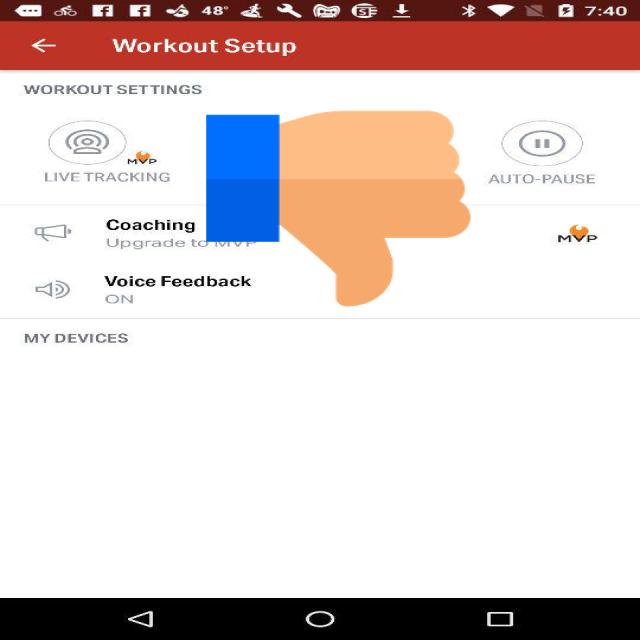 48° 7:40
Workout Setup
WORKOUT SETTINGS
MVP
LIVE TRACKING
AUTO-PAUSE
Coaching
Upgrade to MVP
MVP
Voice Feedback
ON
MY DEVICES